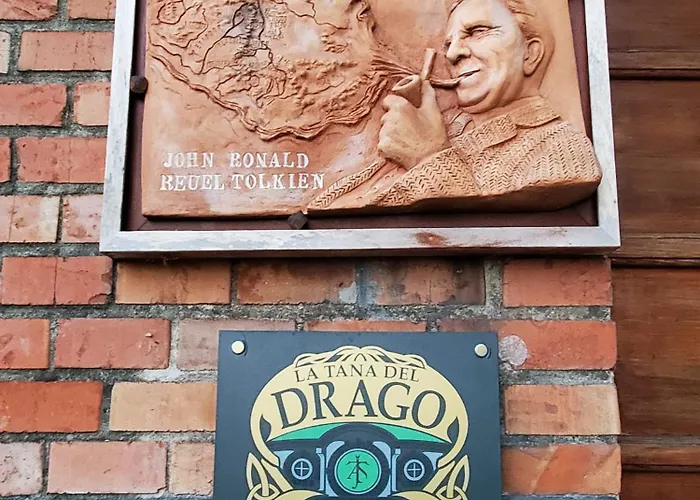 JOHN RONALD
REUEL TOLKIEN
LA TANA DEL
DRAGO